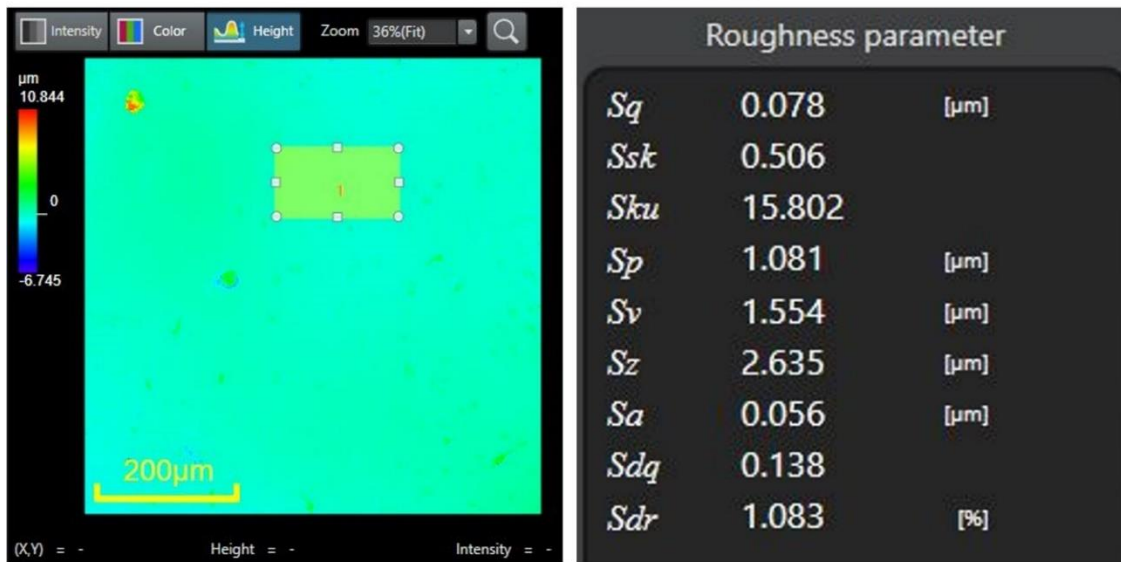 Intensity Color Height Zoom 36%(Fit)
µm
10.844
0
-6.745
1
200µm
(X,Y) = - Height = - Intensity = -
Roughness parameter
Sq 0.078 [µm]
Ssk 0.506
Sku 15.802
Sp 1.081 [µm]
Sv 1.554 [µm]
Sz 2.635 [µm]
Sa 0.056 [µm]
Sdq 0.138
Sdr 1.083 [%]